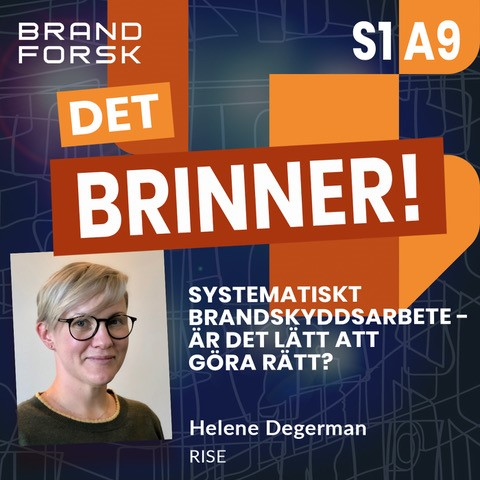 BRAND
FORSK
S1 A9
DET
BRINNER!
SYSTEMATISKT
BRANDSKYDDSARBETE –
ÄR DET LÄTT ATT
GÖRA RÄTT?
Helene Degerman
RISE